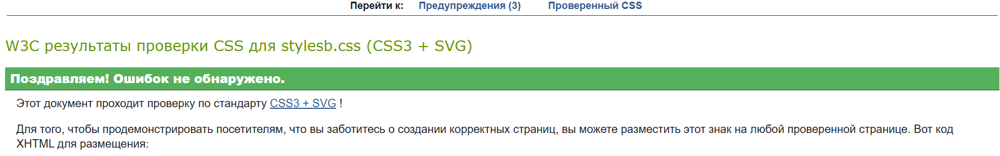 Перейти к: Предупреждения (3) Проверенный CSS
W3C результаты проверки CSS для stylesb.css (CSS3 + SVG)
Поздравляем! Ошибок не обнаружено.
Этот документ проходит проверку по стандарту CSS3 + SVG !
Для того, чтобы продемонстрировать посетителям, что вы заботитесь о создании корректных страниц, вы можете разместить этот знак на любой проверенной странице. Вот код
XHTML для размещения: